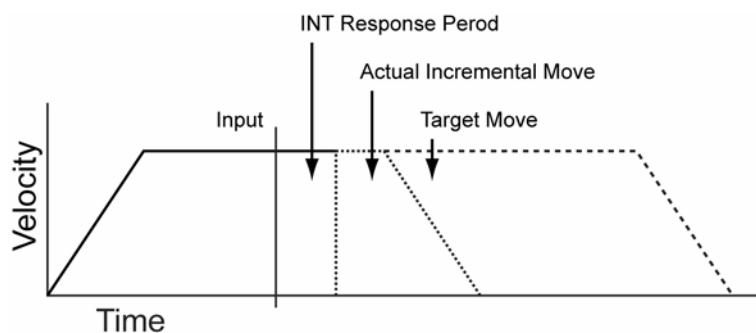 INT Response Perod
Actual Incremental Move
Input
Target Move
Velocity
Time